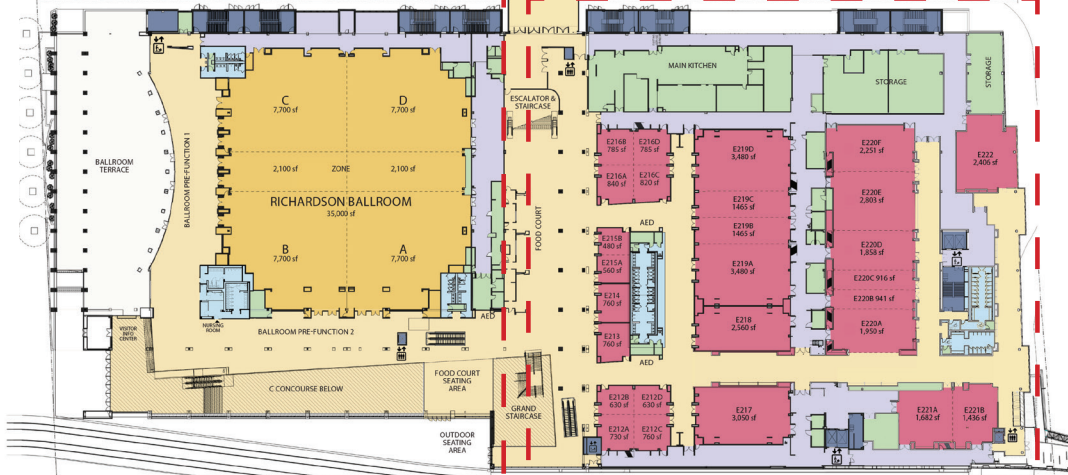 BALLROOM
TERRACE
BALLROOM PRE-FUNCTION 1
C
7,700 sf
D
7,700 sf
2,100 sf
ZONE
2,100 sf
RICHARDSON BALLROOM
35,000 sf
B
7,700 sf
A
7,700 sf
NURSING
ROOM
BALLROOM PRE-FUNCTION 2
AED
VISITOR
INFO
CENTER
C CONCOURSE BELOW
FOOD COURT
SEATING
AREA
OUTDOOR
SEATING
AREA
GRAND
STAIRCASE
ESCALATOR &
STAIRCASE
FOOD COURT
MAIN KITCHEN
STORAGE
STORAGE
E216B
785 sf
E216D
785 sf
E216A
840 sf
E216C
820 sf
AED
E215B
480 sf
E215A
560 sf
E214
760 sf
E213
760 sf
AED
E212B
630 sf
E212D
630 sf
E212A
730 sf
E212C
760 sf
E219D
3,480 sf
E219C
1465 sf
E219B
1465 sf
E219A
3,480 sf
E218
2,560 sf
E217
3,050 sf
E220F
2,251 sf
E220E
2,803 sf
E220D
1,858 sf
E220C 916 sf
E220B 941 sf
E220A
1,950 sf
E222
2,406 sf
E221A
1,682 sf
E221B
1,436 sf